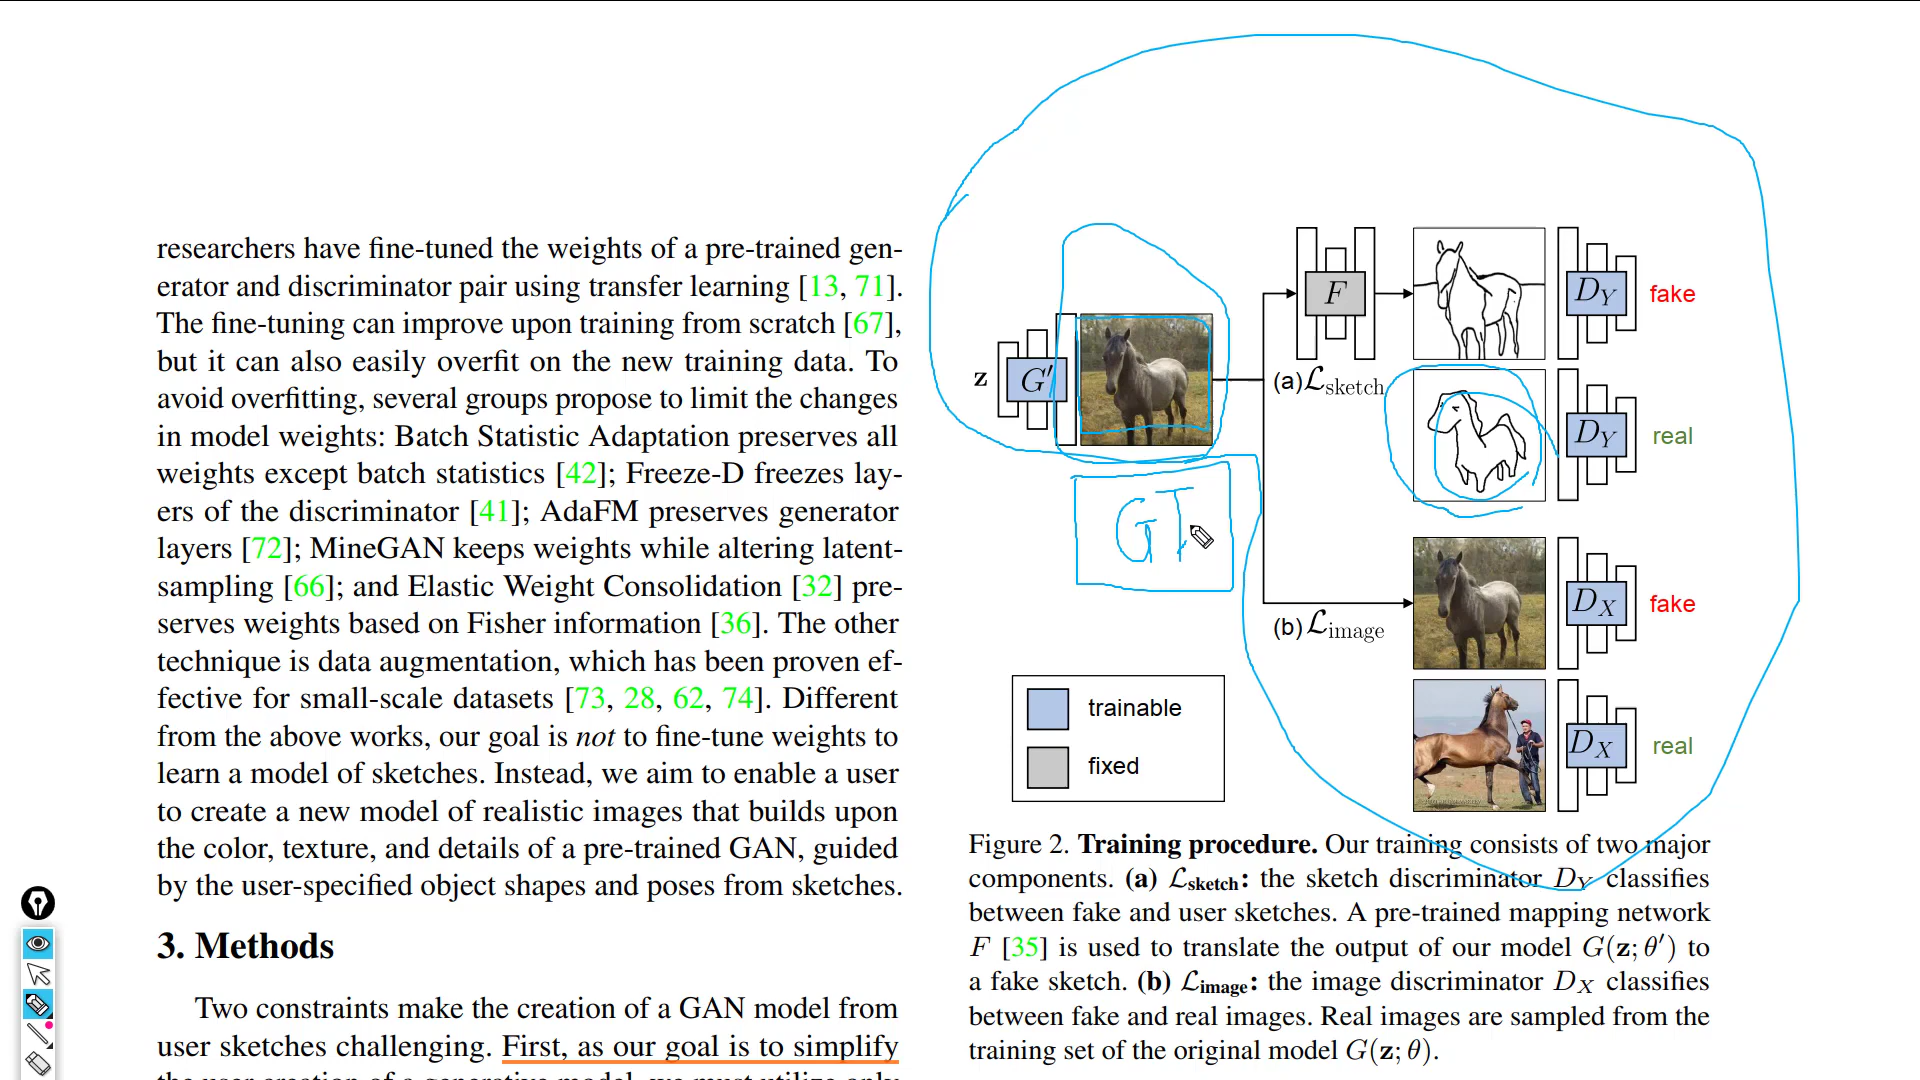 researchers have fine-tuned the weights of a pre-trained gen-
erator and discriminator pair using transfer learning [13, 71].
The fine-tuning can improve upon training from scratch [67],
but it can also easily overfit on the new training data. To
avoid overfitting, several groups propose to limit the changes
in model weights: Batch Statistic Adaptation preserves all
weights except batch statistics [42]; Freeze-D freezes lay-
ers of the discriminator [41]; AdaFM preserves generator
layers [72]; MineGAN keeps weights while altering latent-
sampling [66]; and Elastic Weight Consolidation [32] pre-
serves weights based on Fisher information [36]. The other
technique is data augmentation, which has been proven ef-
fective for small-scale datasets [73, 28, 62, 74]. Different
from the above works, our goal is not to fine-tune weights to
learn a model of sketches. Instead, we aim to enable a user
to create a new model of realistic images that builds upon
the color, texture, and details of a pre-trained GAN, guided
by the user-specified object shapes and poses from sketches.
3. Methods
Two constraints make the creation of a GAN model from
user sketches challenging. First, as our goal is to simplify
z G′
F
D_Y fake
(a) ℒ_sketch
D_Y real
GT
D_X fake
(b) ℒ_image
D_X real
trainable
fixed
Figure 2. Training procedure. Our training consists of two major
components. (a) ℒ_sketch: the sketch discriminator D_Y classifies
between fake and user sketches. A pre-trained mapping network
F [35] is used to translate the output of our model G(z; θ′) to
a fake sketch. (b) ℒ_image: the image discriminator D_X classifies
between fake and real images. Real images are sampled from the
training set of the original model G(z; θ).